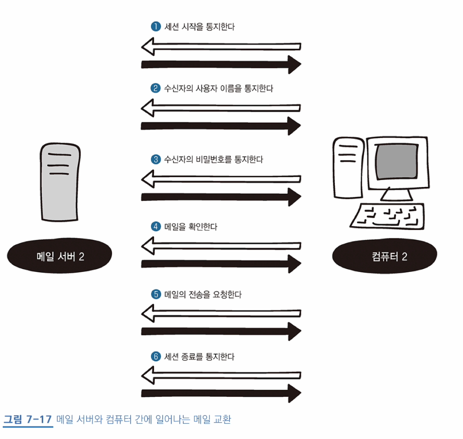 1 세션 시작을 통지한다
2 수신자의 사용자 이름을 통지한다
3 수신자의 비밀번호를 통지한다
4 메일을 확인한다
메일 서버 2
컴퓨터 2
5 메일의 전송을 요청한다
6 세션 종료를 통지한다
그림 7-17 메일 서버와 컴퓨터 간에 일어나는 메일 교환